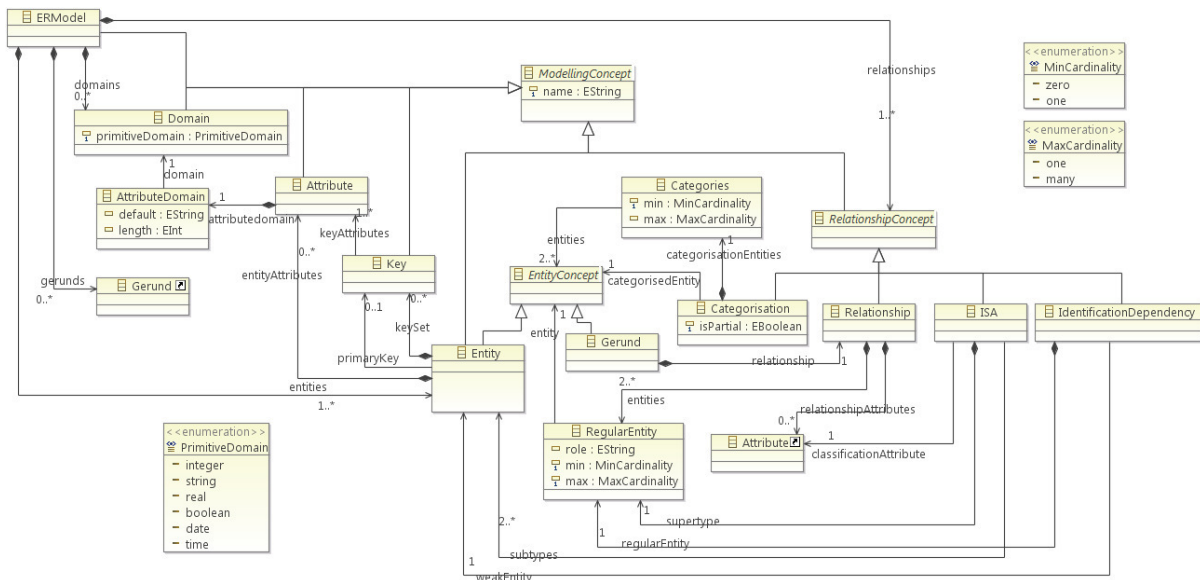 ERModel
ModellingConcept
name : EString
relationships
<<enumeration>>
MinCardinality
zero
one
domains
0..*
Domain
primitiveDomain : PrimitiveDomain
1..*
<<enumeration>>
MaxCardinality
one
many
1
domain
AttributeDomain
default : EString
length : EInt
1
attributedomain
Attribute
1..*
keyAttributes
Categories
min : MinCardinality
max : MaxCardinality
RelationshipConcept
0..*
entityAttributes
Key
entities
2..*
1
categorisationEntities
gerunds
0..*
Gerund
EntityConcept
1
categorisedEntity
0..1
0..*
keySet
primaryKey
1
entity
Categorisation
isPartial : EBoolean
Relationship
ISA
IdentificationDependency
Entity
Gerund
relationship
1
entities
1..*
2..*
entities
relationshipAttributes
0..*
<<enumeration>>
PrimitiveDomain
integer
string
real
boolean
date
time
RegularEntity
role : EString
min : MinCardinality
max : MaxCardinality
Attribute
1
classificationAttribute
2..*
1
supertype
1
regularEntity
subtypes
1
weakEntity